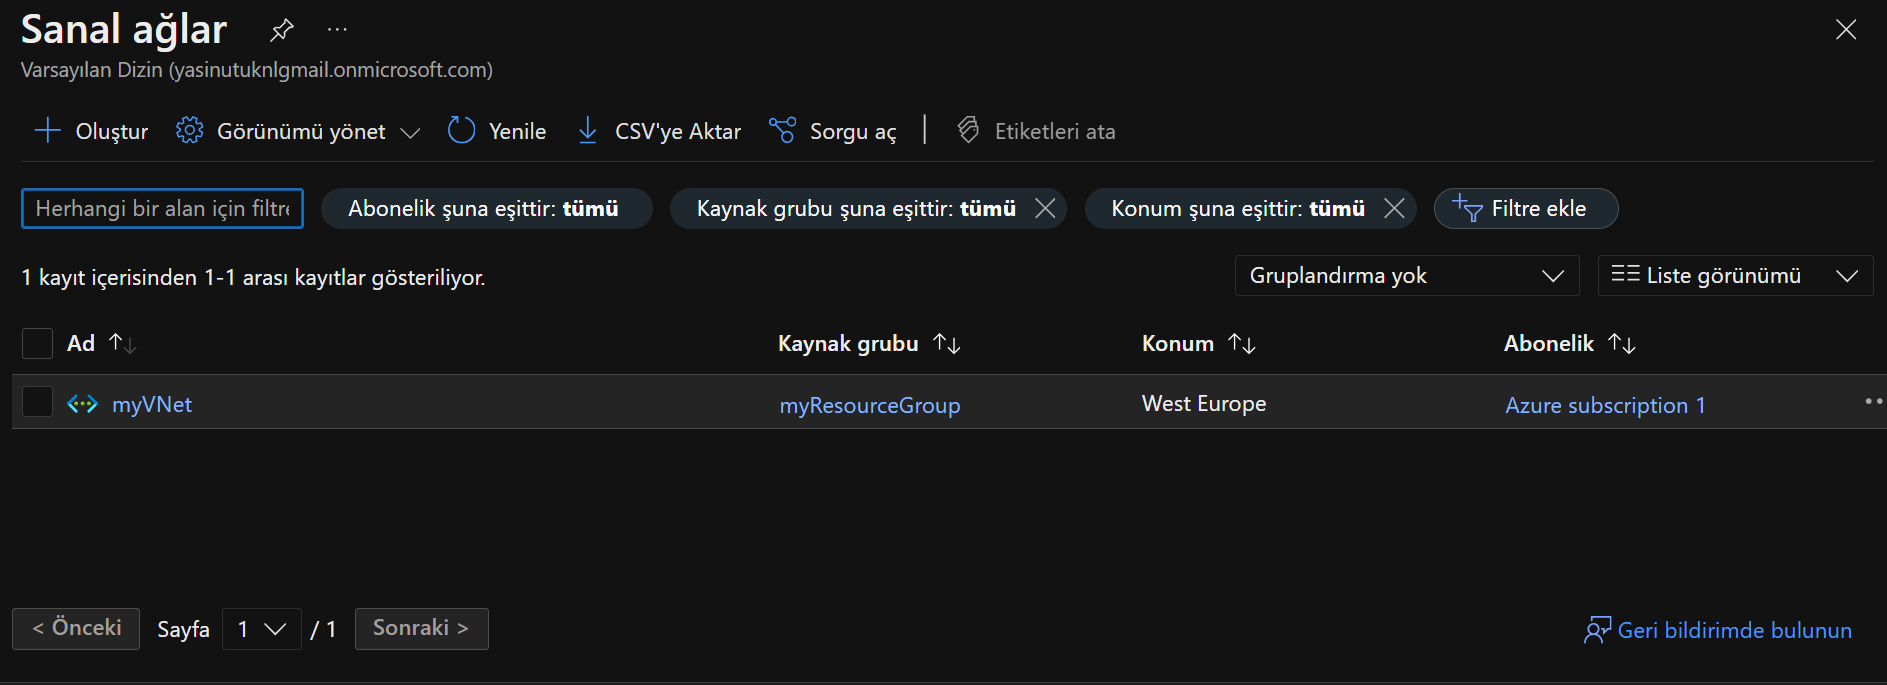 Sanal ağlar
Varsayılan Dizin (yasinutuknlgmail.onmicrosoft.com)
Oluştur Görünümü yönet Yenile CSV'ye Aktar Sorgu aç Etiketleri ata
Herhangi bir alan için filtre Abonelik şuna eşittir: tümü Kaynak grubu şuna eşittir: tümü Konum şuna eşittir: tümü Filtre ekle
1 kayıt içerisinden 1-1 arası kayıtlar gösteriliyor. Gruplandırma yok Liste görünümü
Ad Kaynak grubu Konum Abonelik
myVNet myResourceGroup West Europe Azure subscription 1
< Önceki Sayfa 1 / 1 Sonraki > Geri bildirimde bulunun